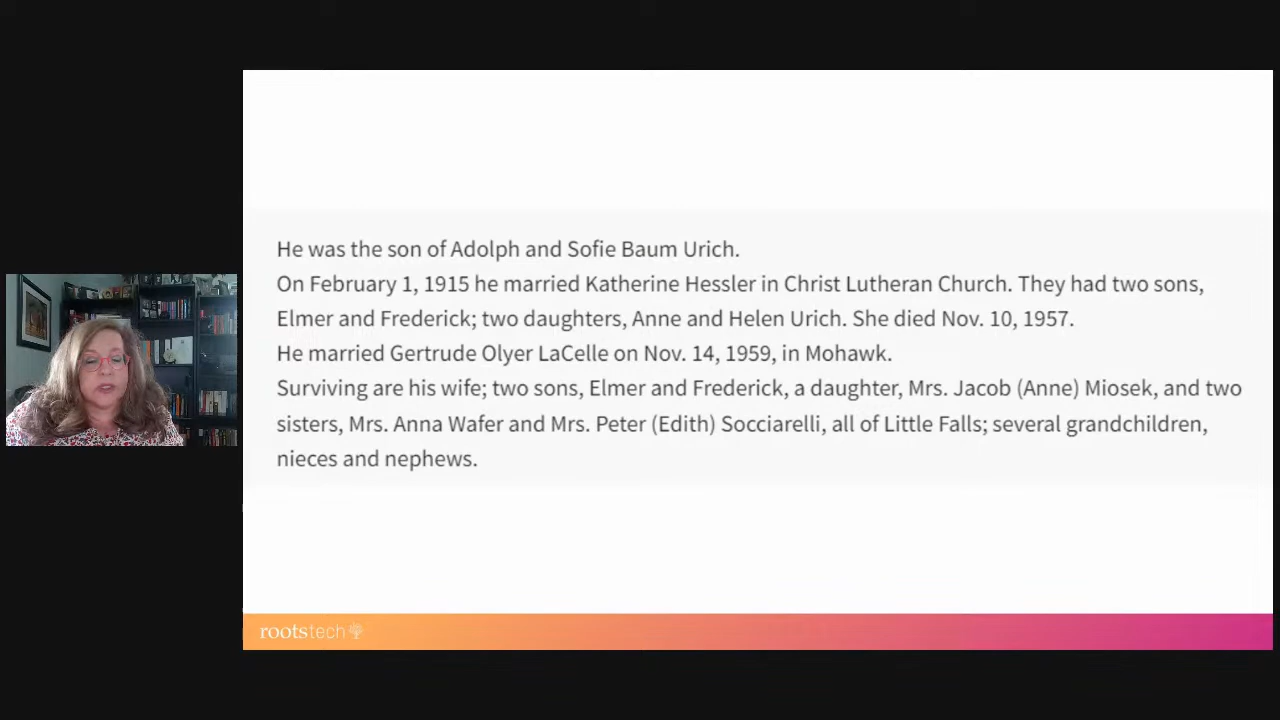 He was the son of Adolph and Sofie Baum Urich.
On February 1, 1915 he married Katherine Hessler in Christ Lutheran Church. They had two sons,
Elmer and Frederick; two daughters, Anne and Helen Urich. She died Nov. 10, 1957.
He married Gertrude Olyer LaCelle on Nov. 14, 1959, in Mohawk.
Surviving are his wife; two sons, Elmer and Frederick, a daughter, Mrs. Jacob (Anne) Miosek, and two
sisters, Mrs. Anna Wafer and Mrs. Peter (Edith) Socciarelli, all of Little Falls; several grandchildren,
nieces and nephews.
rootstech